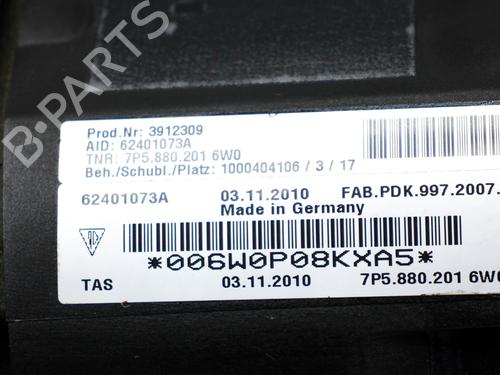 Prod.Nr: 3912309
AID: 62401073A
TNR: 7P5.880.201 6W0
Beh./Schubl./Platz: 1000404106 / 3 / 17
62401073A 03.11.2010 FAB.PDK.997.2007.
Made in Germany
*006W0P08KXA5*
TAS 03.11.2010 7P5.880.201 6W0
B-PARTS